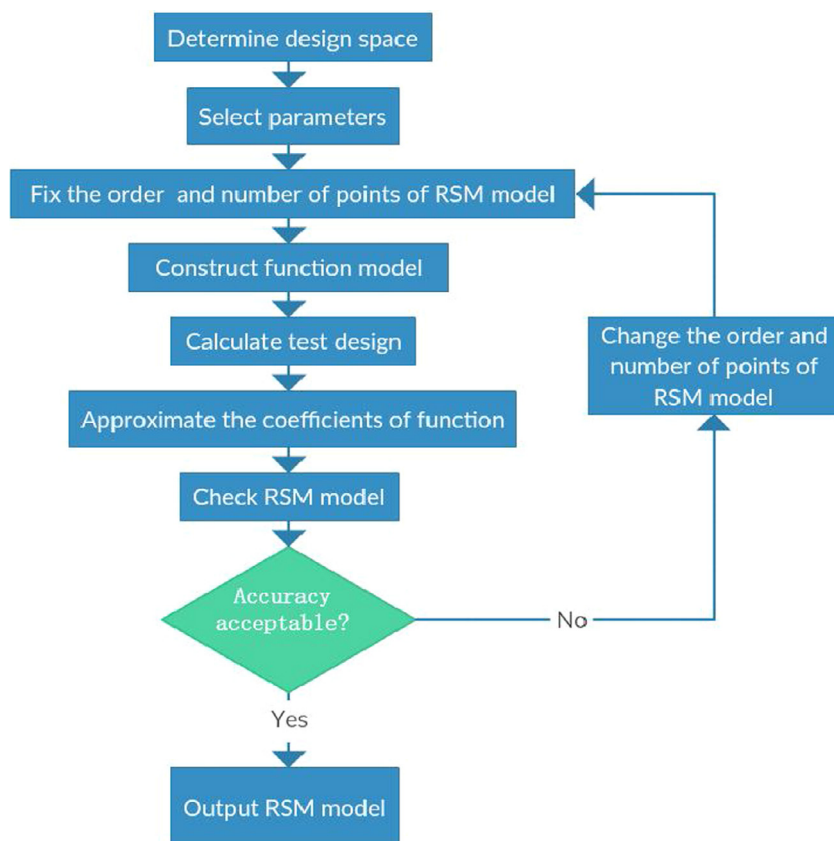 Determine design space
Select parameters
Fix the order and number of points of RSM model
Construct function model
Calculate test design
Approximate the coefficients of function
Check RSM model
Accuracy
acceptable?
No
Change the order and
number of points of
RSM model
Yes
Output RSM model